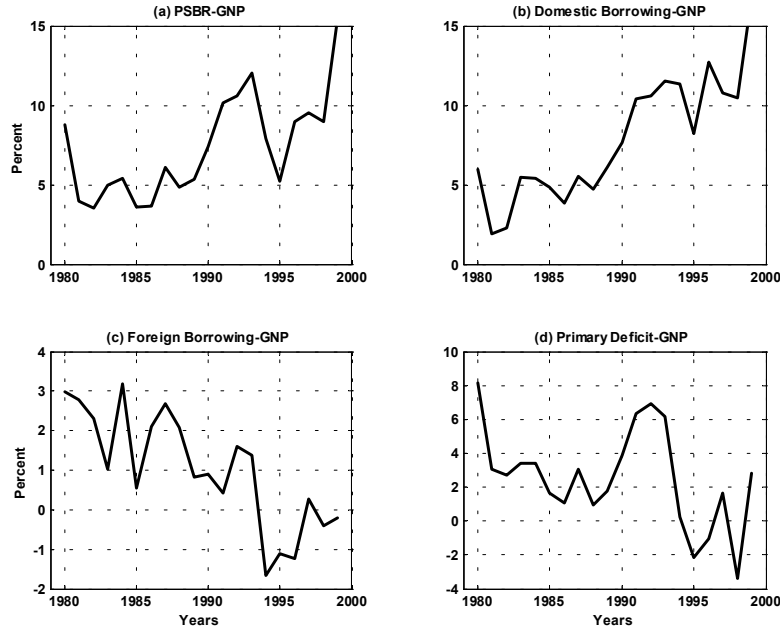 (a) PSBR-GNP
15
10
5
0
Percent
1980 1985 1990 1995 2000
(b) Domestic Borrowing-GNP
15
10
5
0
1980 1985 1990 1995 2000
(c) Foreign Borrowing-GNP
4
3
2
1
0
-1
-2
Percent
1980 1985 1990 1995 2000
Years
(d) Primary Deficit-GNP
10
8
6
4
2
0
-2
-4
1980 1985 1990 1995 2000
Years